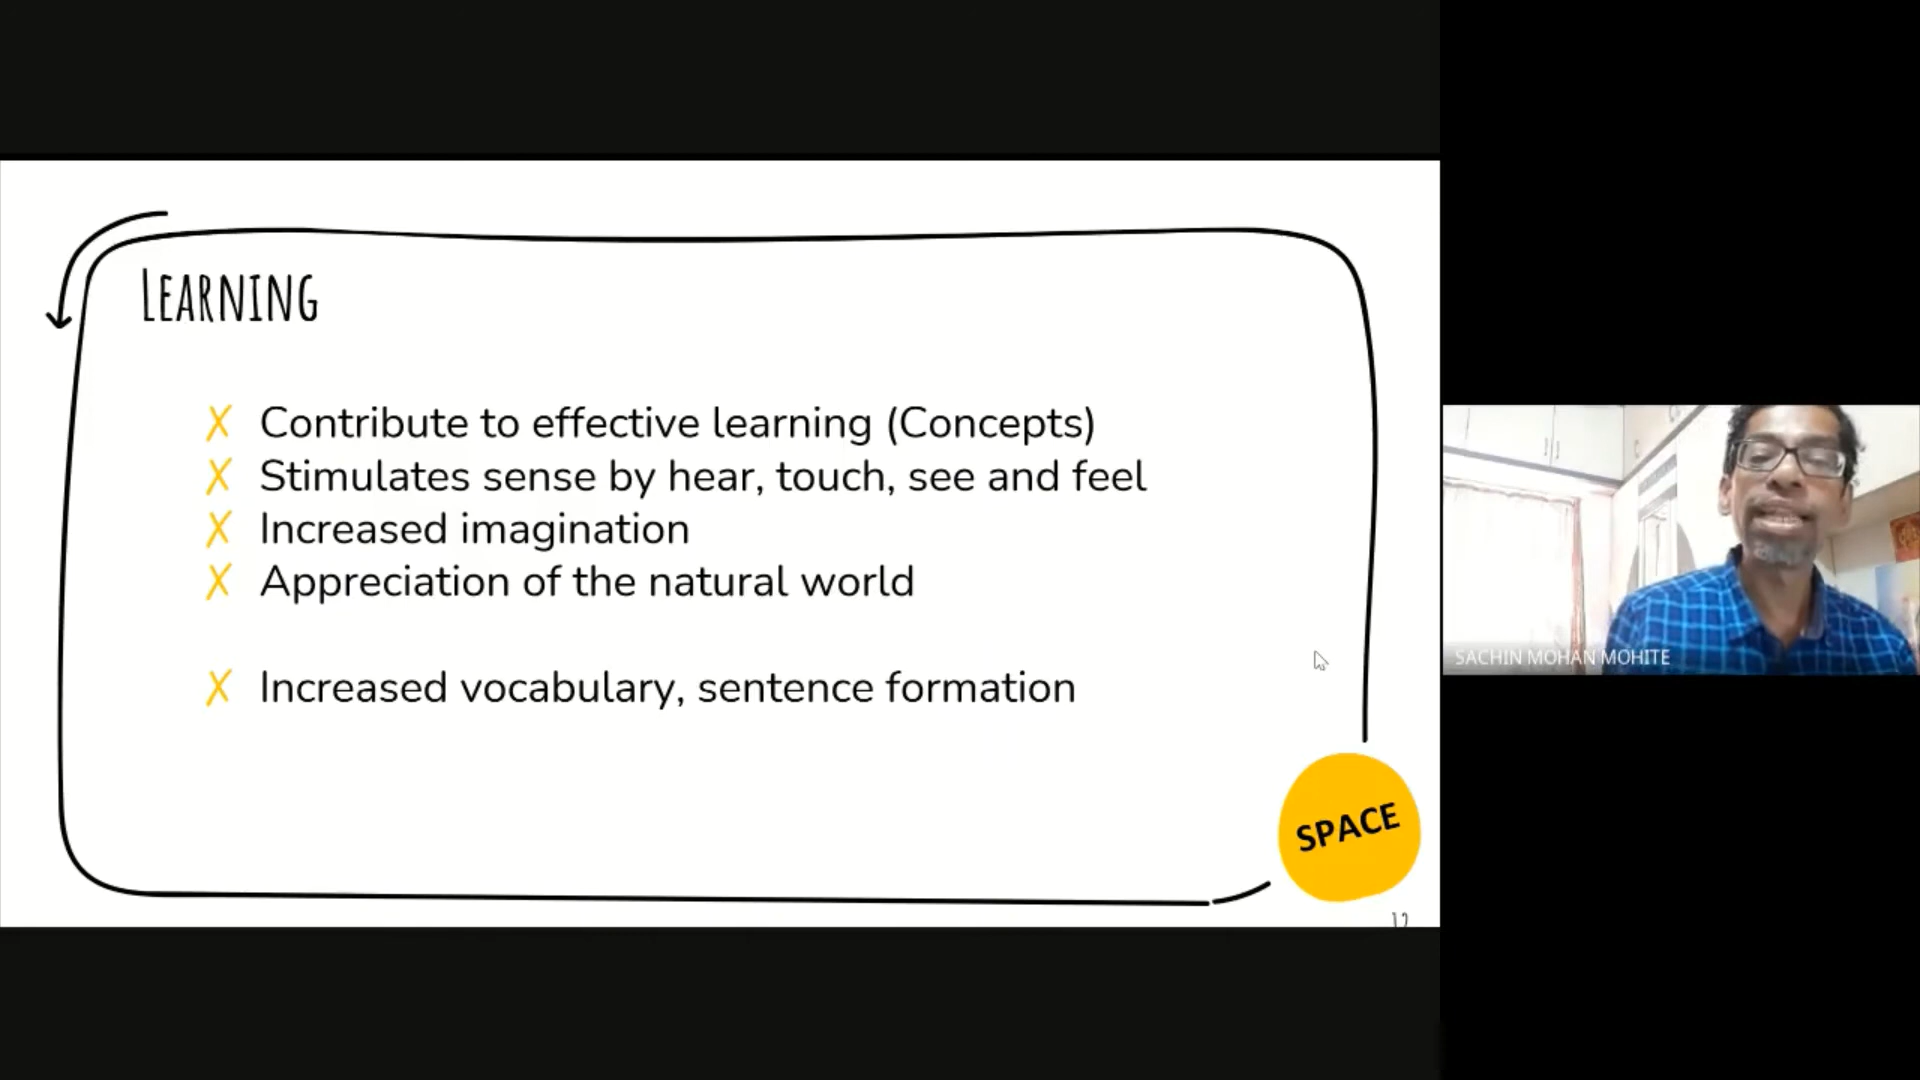 LEARNING
Contribute to effective learning (Concepts)
Stimulates sense by hear, touch, see and feel
Increased imagination
Appreciation of the natural world
Increased vocabulary, sentence formation
SPACE
12
SACHIN MOHAN MOHITE